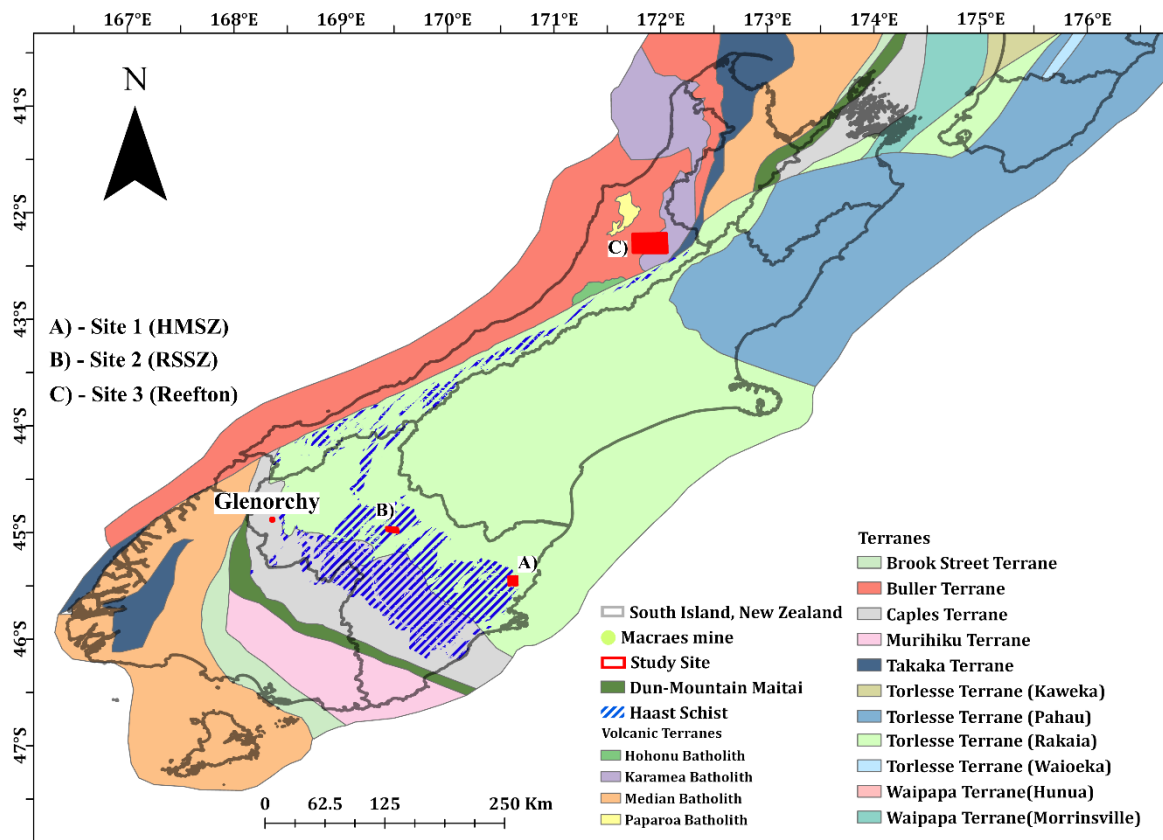 167°S 168°S 169°S 170°S 171°S 172°S 173°S 174°S 175°S 176°S
41°S
42°S
43°S
44°S
45°S
46°S
47°S
N
C)
A) - Site 1 (HMSZ)
B) - Site 2 (RSSZ)
C) - Site 3 (Reefton)
Glenorchy
B)
A)
South Island, New Zealand
Macraes mine
Study Site
Dun-Mountain Maitai
Haast Schist
Volcanic Terranes
Hohonu Batholith
Karamea Batholith
Median Batholith
Paparoa Batholith
Terranes
Brook Street Terrane
Buller Terrane
Caples Terrane
Murihiku Terrane
Takaka Terrane
Torlesse Terrane (Kaweka)
Torlesse Terrane (Pahau)
Torlesse Terrane (Rakaia)
Torlesse Terrane (Waioeka)
Waipapa Terrane(Hunua)
Waipapa Terrane(Morrinsville)
0 62.5 125 250 Km